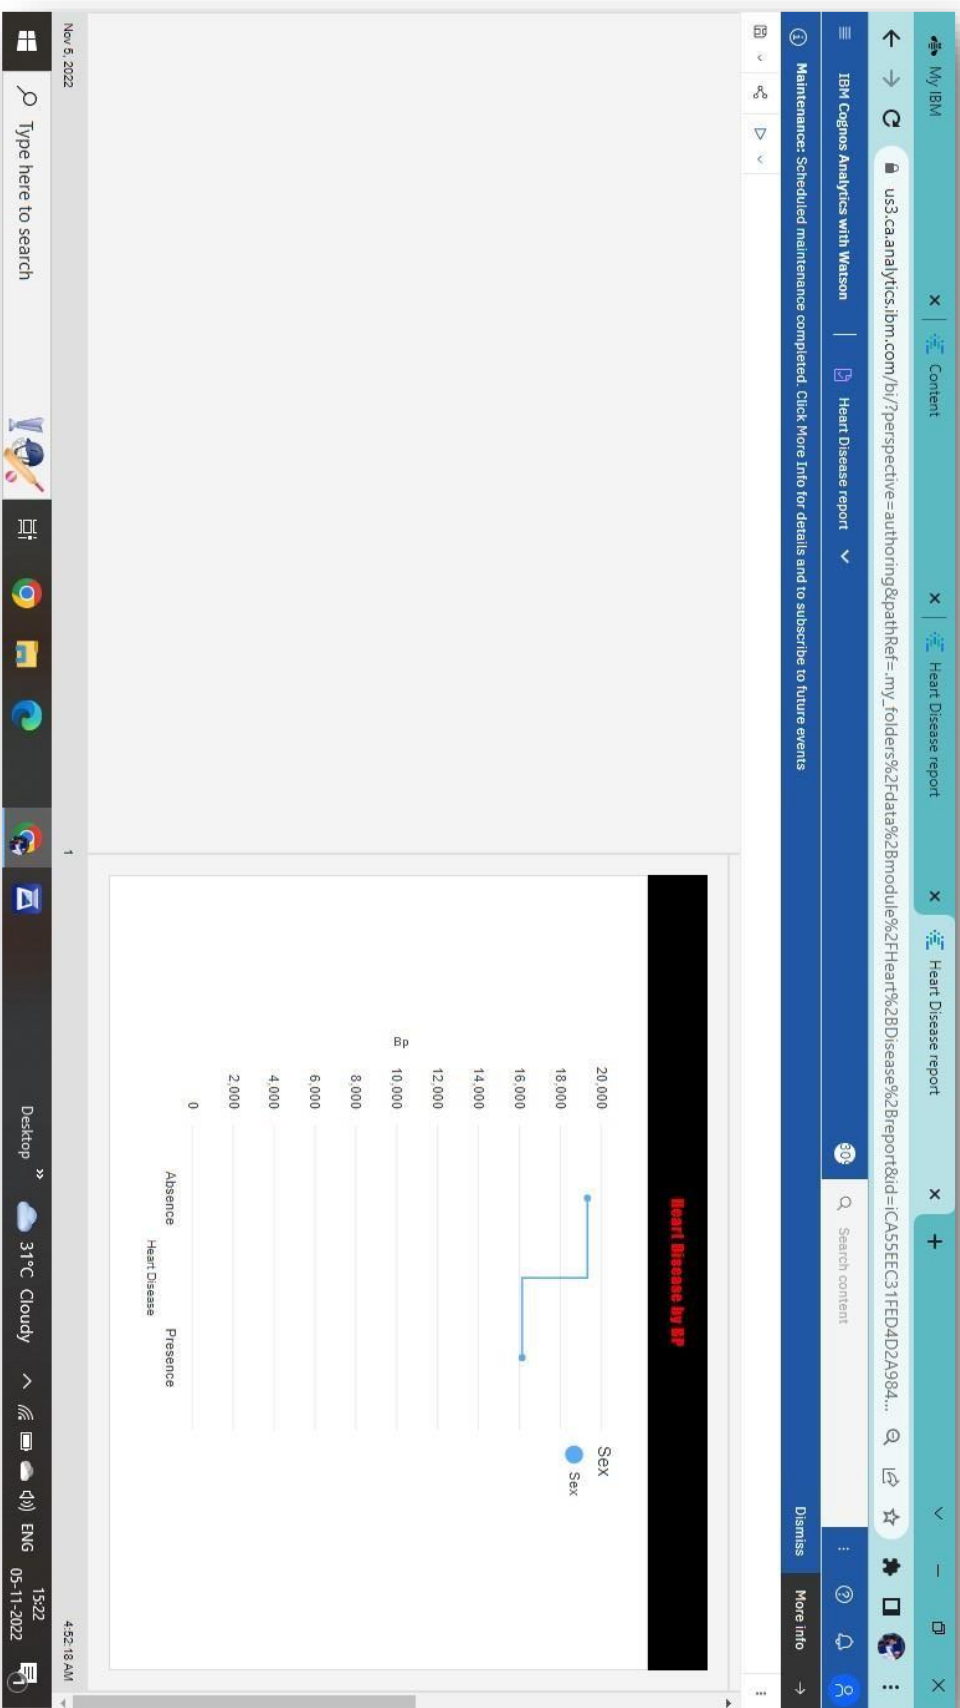 My IBM
Content
Heart Disease report
Heart Disease report
us3.ca.analytics.ibm.com/bi/?perspective=authoring&pathRef=.my_folders%2Fdata%2Bmodule%2FHeart%2BDisease%2Breport&id=iCA55EEC31FED4D2A984...
IBM Cognos Analytics with Watson
Heart Disease report
Search content
Maintenance: Scheduled maintenance completed. Click More Info for details and to subscribe to future events
Dismiss
More info
Heart Disease by BP
Bp
20,000
18,000
16,000
14,000
12,000
10,000
8,000
6,000
4,000
2,000
0
Absence
Presence
Heart Disease
Sex
Sex
Nov 5, 2022
1
4:52:18 AM
Type here to search
Desktop
31°C Cloudy
ENG
15:22
05-11-2022
1